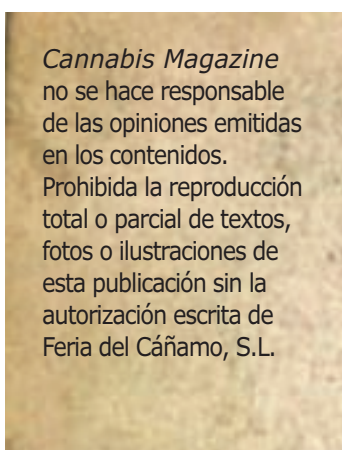 Cannabis Magazine
no se hace responsable
de las opiniones emitidas
en los contenidos.
Prohibida la reproducción
total o parcial de textos,
fotos o ilustraciones de
esta publicación sin la
autorización escrita de
Feria del Cáñamo, S.L.